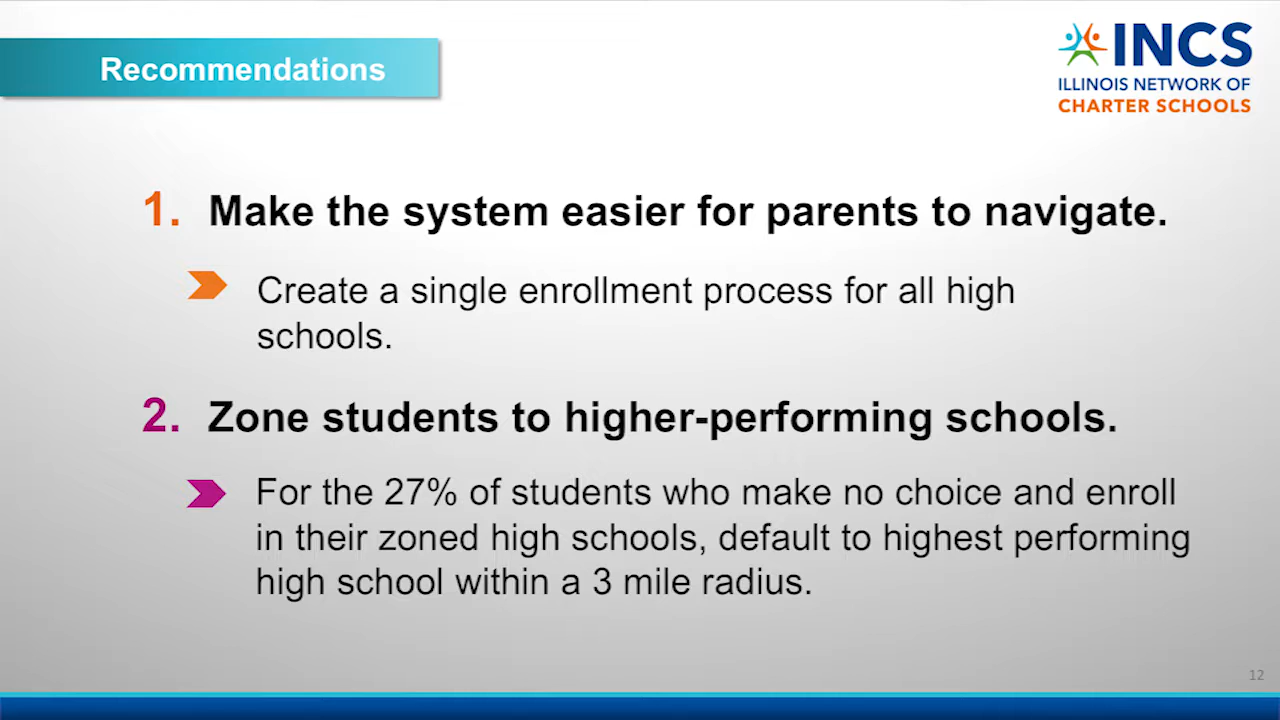 Recommendations
INCS
ILLINOIS NETWORK OF
CHARTER SCHOOLS
1. Make the system easier for parents to navigate.
Create a single enrollment process for all high
schools.
2. Zone students to higher-performing schools.
For the 27% of students who make no choice and enroll
in their zoned high schools, default to highest performing
high school within a 3 mile radius.
12